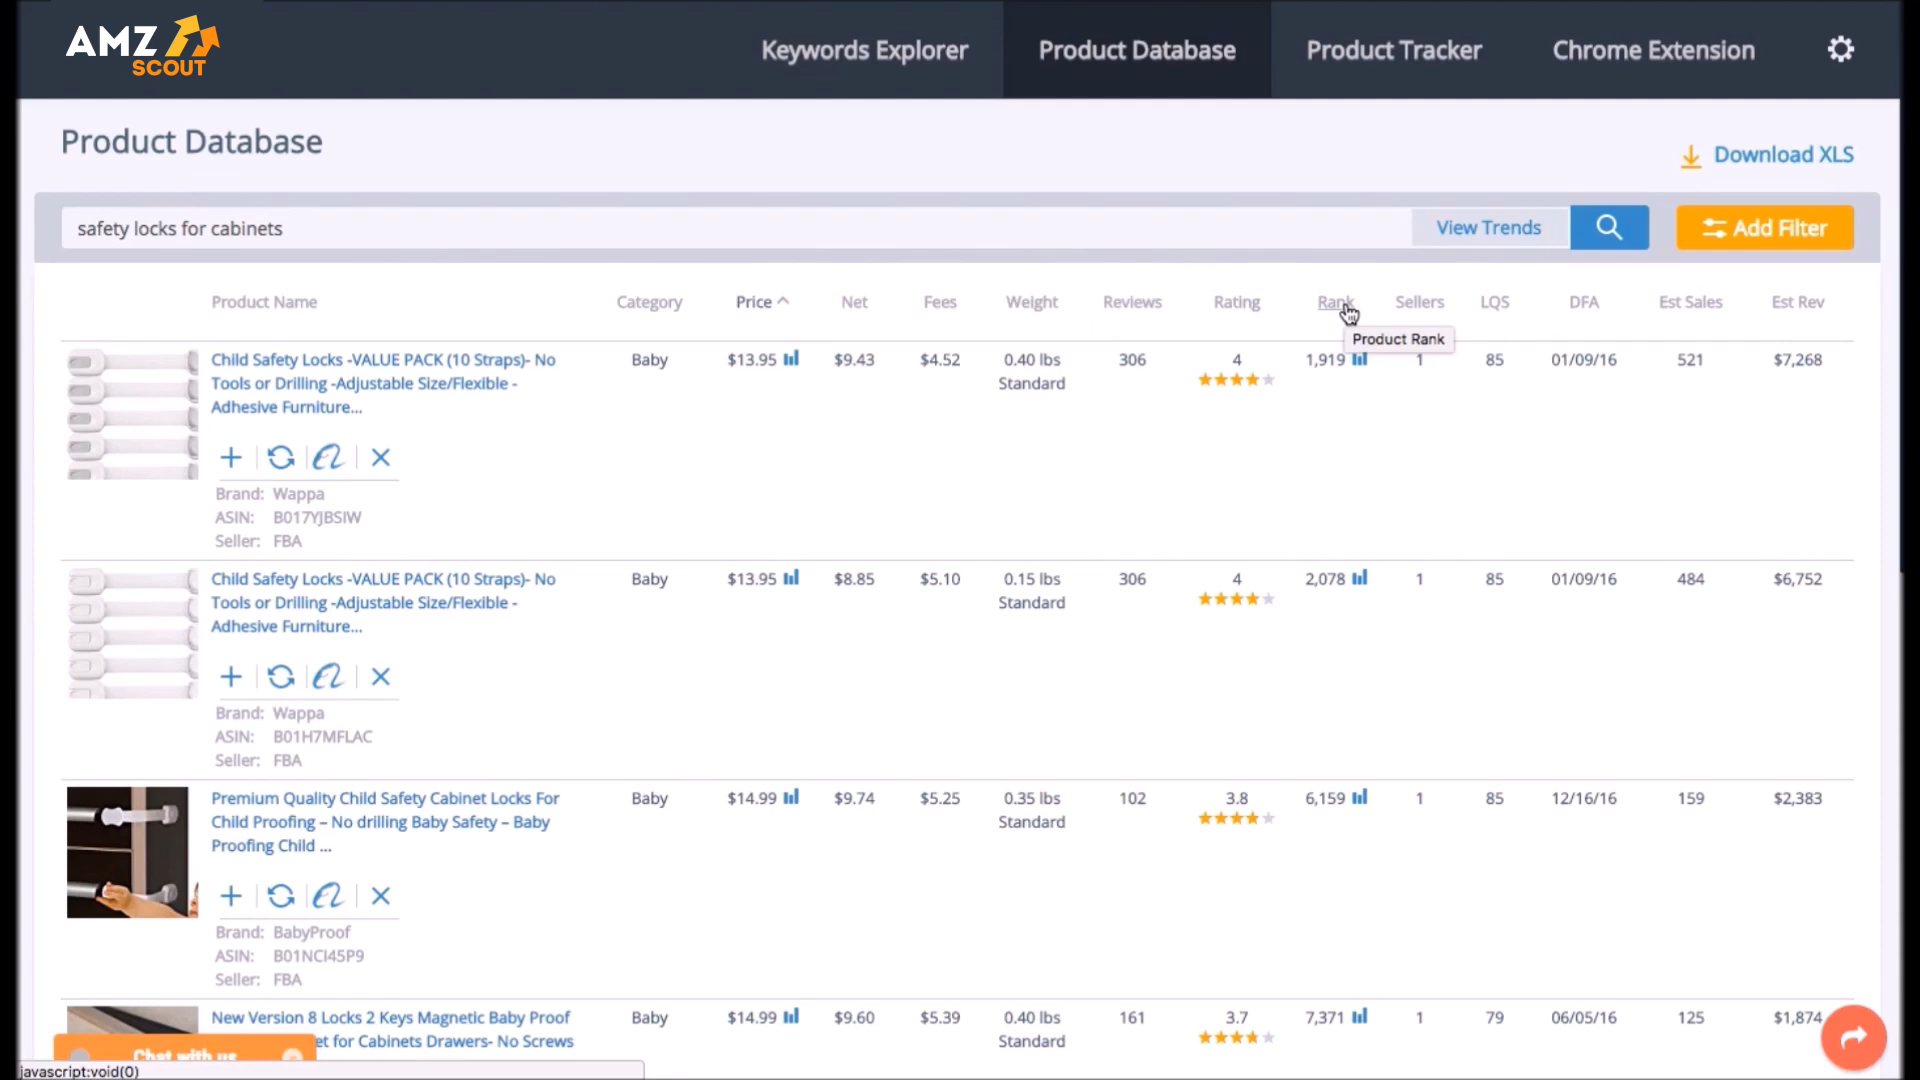 AMZ
SCOUT
Keywords Explorer
Product Database
Product Tracker
Chrome Extension
Product Database
Download XLS
safety locks for cabinets
View Trends
Add Filter
Product Name
Category
Price
Net
Fees
Weight
Reviews
Rating
Rank
Sellers
LQS
DFA
Est Sales
Est Rev
Product Rank
Child Safety Locks -VALUE PACK (10 Straps)- No
Tools or Drilling -Adjustable Size/Flexible -
Adhesive Furniture...
Baby
$13.95
$9.43
$4.52
0.40 lbs
Standard
306
4
1,919
1
85
01/09/16
521
$7,268
Brand: Wappa
ASIN: B017YJBSIW
Seller: FBA
Child Safety Locks -VALUE PACK (10 Straps)- No
Tools or Drilling -Adjustable Size/Flexible -
Adhesive Furniture...
Baby
$13.95
$8.85
$5.10
0.15 lbs
Standard
306
4
2,078
1
85
01/09/16
484
$6,752
Brand: Wappa
ASIN: B01H7MFLAC
Seller: FBA
Premium Quality Child Safety Cabinet Locks For
Child Proofing – No drilling Baby Safety – Baby
Proofing Child ...
Baby
$14.99
$9.74
$5.25
0.35 lbs
Standard
102
3.8
6,159
1
85
12/16/16
159
$2,383
Brand: BabyProof
ASIN: B01NCI45P9
Seller: FBA
New Version 8 Locks 2 Keys Magnetic Baby Proof
et for Cabinets Drawers- No Screws
Baby
$14.99
$9.60
$5.39
0.40 lbs
Standard
161
3.7
7,371
1
79
06/05/16
125
$1,874
Chat with us
javascript:void(0)